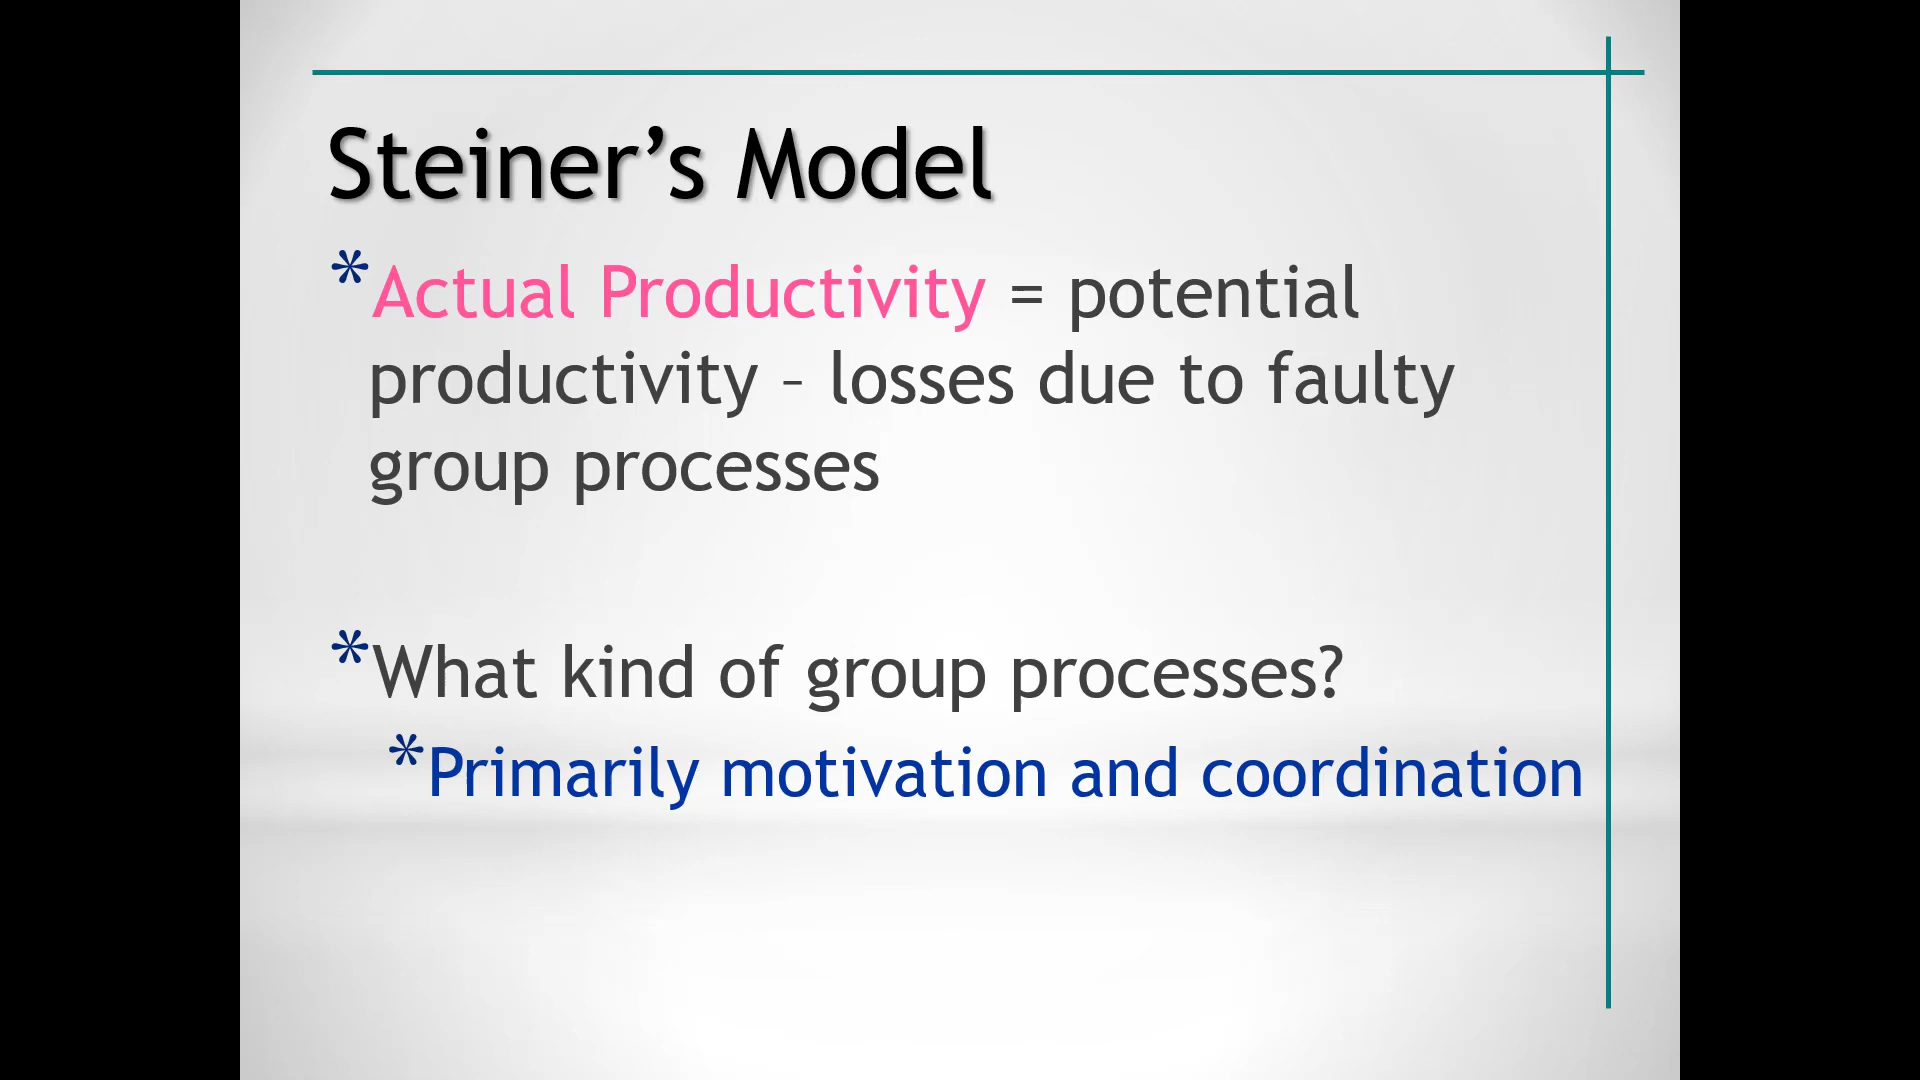 Steiner’s Model
*Actual Productivity = potential
productivity – losses due to faulty
group processes
*What kind of group processes?
*Primarily motivation and coordination